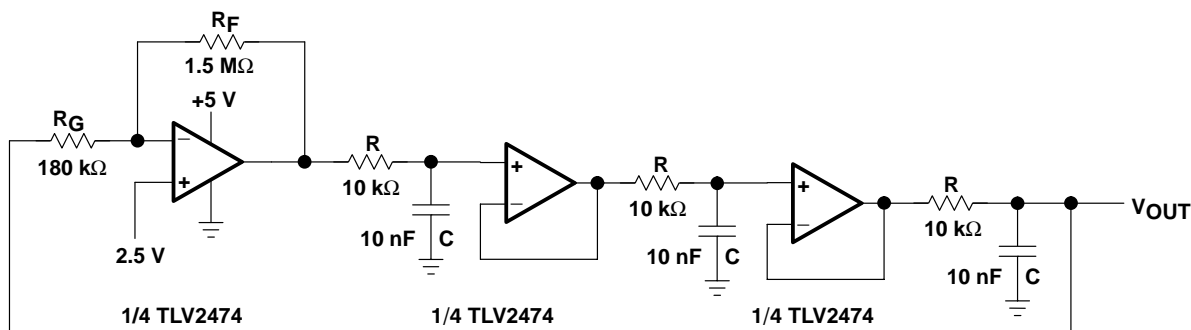 RF
1.5 MΩ
+5 V
RG
180 kΩ
−
+
2.5 V
R
10 kΩ
10 nF C
+
−
R
10 kΩ
10 nF C
+
−
R
10 kΩ
10 nF C
VOUT
1/4 TLV2474
1/4 TLV2474
1/4 TLV2474